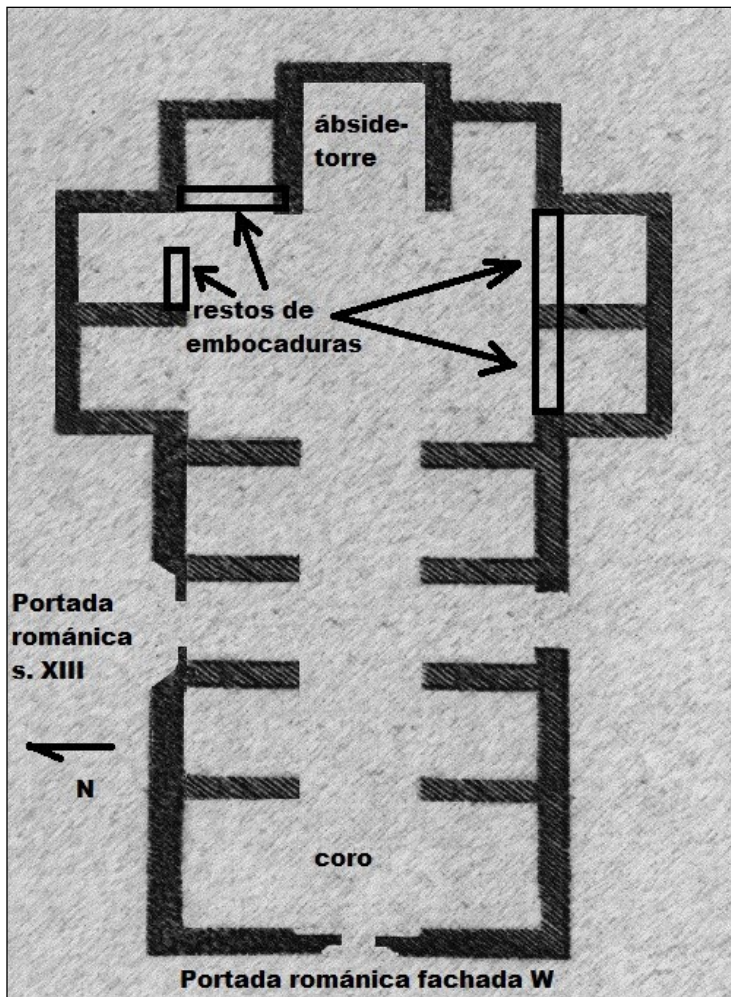 ábside-
torre
restos de
embocaduras
Portada
románica
s. XIII
N
coro
Portada románica fachada W